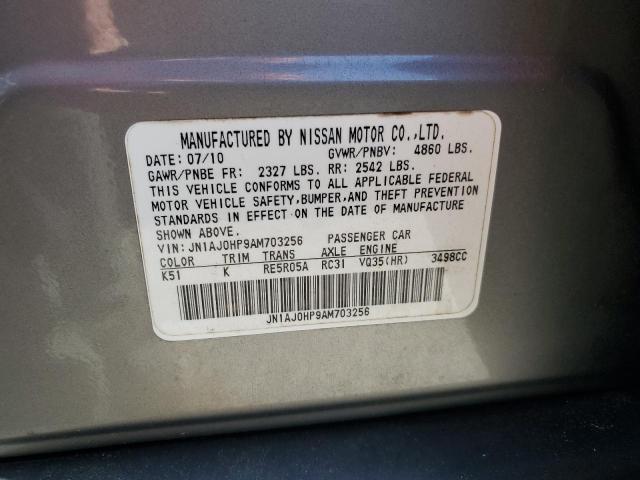 MANUFACTURED BY NISSAN MOTOR CO.,LTD.
DATE: 07/10 GVWR/PNBV: 4860 LBS.
GAWR/PNBE FR: 2327 LBS. RR: 2542 LBS.
THIS VEHICLE CONFORMS TO ALL APPLICABLE FEDERAL
MOTOR VEHICLE SAFETY, BUMPER, AND THEFT PREVENTION
STANDARDS IN EFFECT ON THE DATE OF MANUFACTURE
SHOWN ABOVE.
VIN: JN1AJ0HP9AM703256 PASSENGER CAR
COLOR TRIM TRANS AXLE ENGINE
K51 K RE5R05A RC31 VQ35(HR) 3498CC
JN1AJ0HP9AM703256